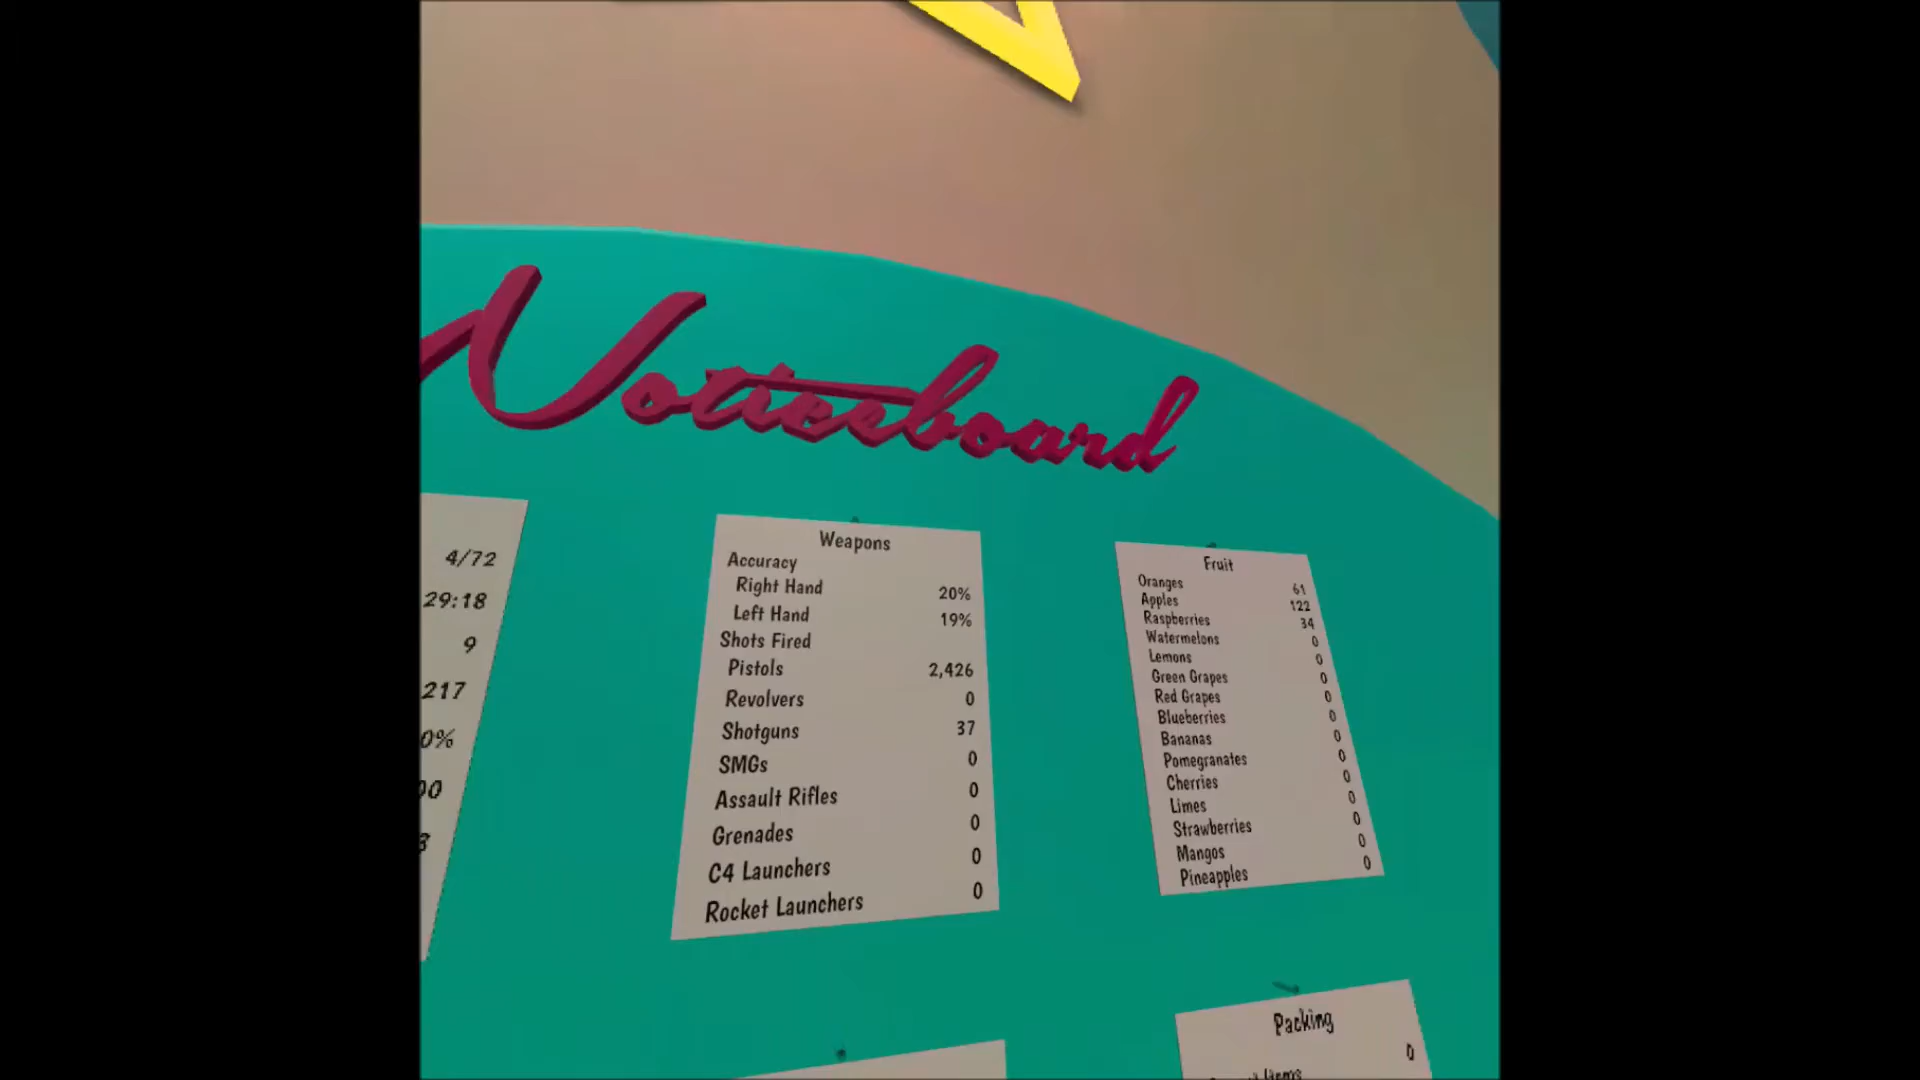 Noticeboard
4/72
29:18
9
217
0%
Weapons
Accuracy
Right Hand 20%
Left Hand 19%
Shots Fired
Pistols 2,426
Revolvers 0
Shotguns 37
SMGs 0
Assault Rifles 0
Grenades 0
C4 Launchers 0
Rocket Launchers 0
Fruit
Oranges 61
Apples 122
Raspberries 34
Watermelons 0
Lemons 0
Green Grapes 0
Red Grapes 0
Blueberries 0
Bananas 0
Pomegranates 0
Cherries 0
Limes 0
Strawberries 0
Mangos 0
Pineapples 0
Packing
0